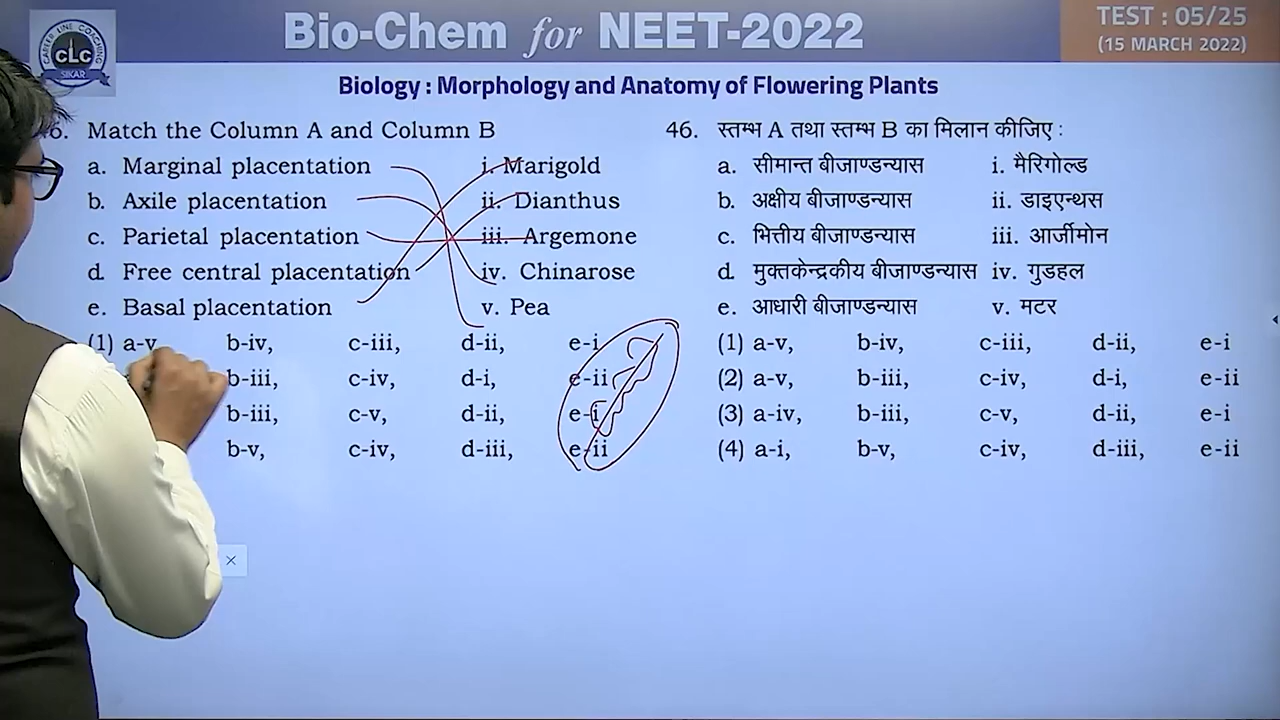 Bio-Chem for NEET-2022
TEST : 05/25
(15 MARCH 2022)
CAREER LINE COACHING
CLC
SIKAR
Biology : Morphology and Anatomy of Flowering Plants
6. Match the Column A and Column B
a. Marginal placentation i. Marigold
b. Axile placentation ii. Dianthus
c. Parietal placentation iii. Argemone
d. Free central placentation iv. Chinarose
e. Basal placentation v. Pea
(1) a-v, b-iv, c-iii, d-ii, e-i
b-iii, c-iv, d-i, e-ii
b-iii, c-v, d-ii, e-i
b-v, c-iv, d-iii, e-ii
46. स्तम्भ A तथा स्तम्भ B का मिलान कीजिए :
a. सीमान्त बीजाण्डन्यास i. मैरिगोल्ड
b. अक्षीय बीजाण्डन्यास ii. डाइएन्थस
c. भित्तीय बीजाण्डन्यास iii. आर्जीमोन
d. मुक्तकेन्द्रकीय बीजाण्डन्यास iv. गुडहल
e. आधारी बीजाण्डन्यास v. मटर
(1) a-v, b-iv, c-iii, d-ii, e-i
(2) a-v, b-iii, c-iv, d-i, e-ii
(3) a-iv, b-iii, c-v, d-ii, e-i
(4) a-i, b-v, c-iv, d-iii, e-ii